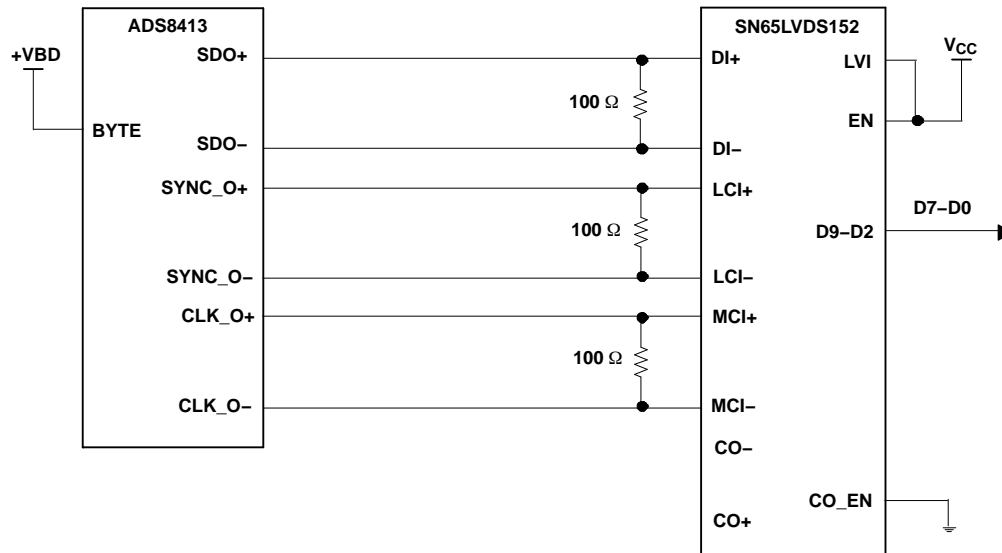 ADS8413
+VBD
BYTE
SDO+
SDO−
SYNC_O+
SYNC_O−
CLK_O+
CLK_O−
100 Ω
100 Ω
100 Ω
SN65LVDS152
DI+
DI−
LCI+
LCI−
MCI+
MCI−
CO−
CO+
LVI
EN
D9−D2
CO_EN
VCC
D7−D0